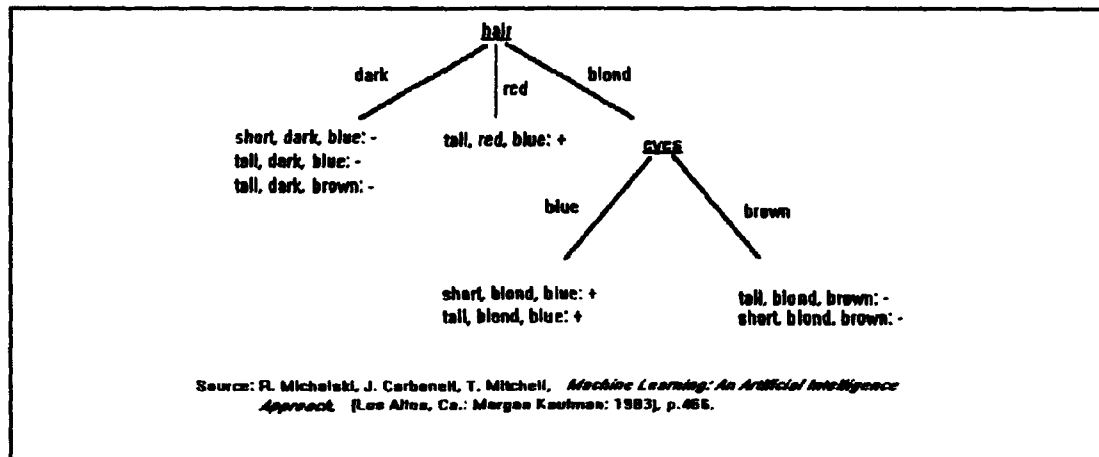 hair
dark
red
blond
short, dark, blue: -
tall, dark, blue: -
tall, dark, brown: -
tall, red, blue: +
eyes
blue
brown
short, blond, blue: +
tall, blond, blue: +
tall, blond, brown: -
short, blond, brown: -
Source: R. Michalski, J. Carbonell, T. Mitchell, Machine Learning: An Artificial Intelligence
Approach, (Los Altos, Ca.: Morgan Kaufman: 1983), p.466.